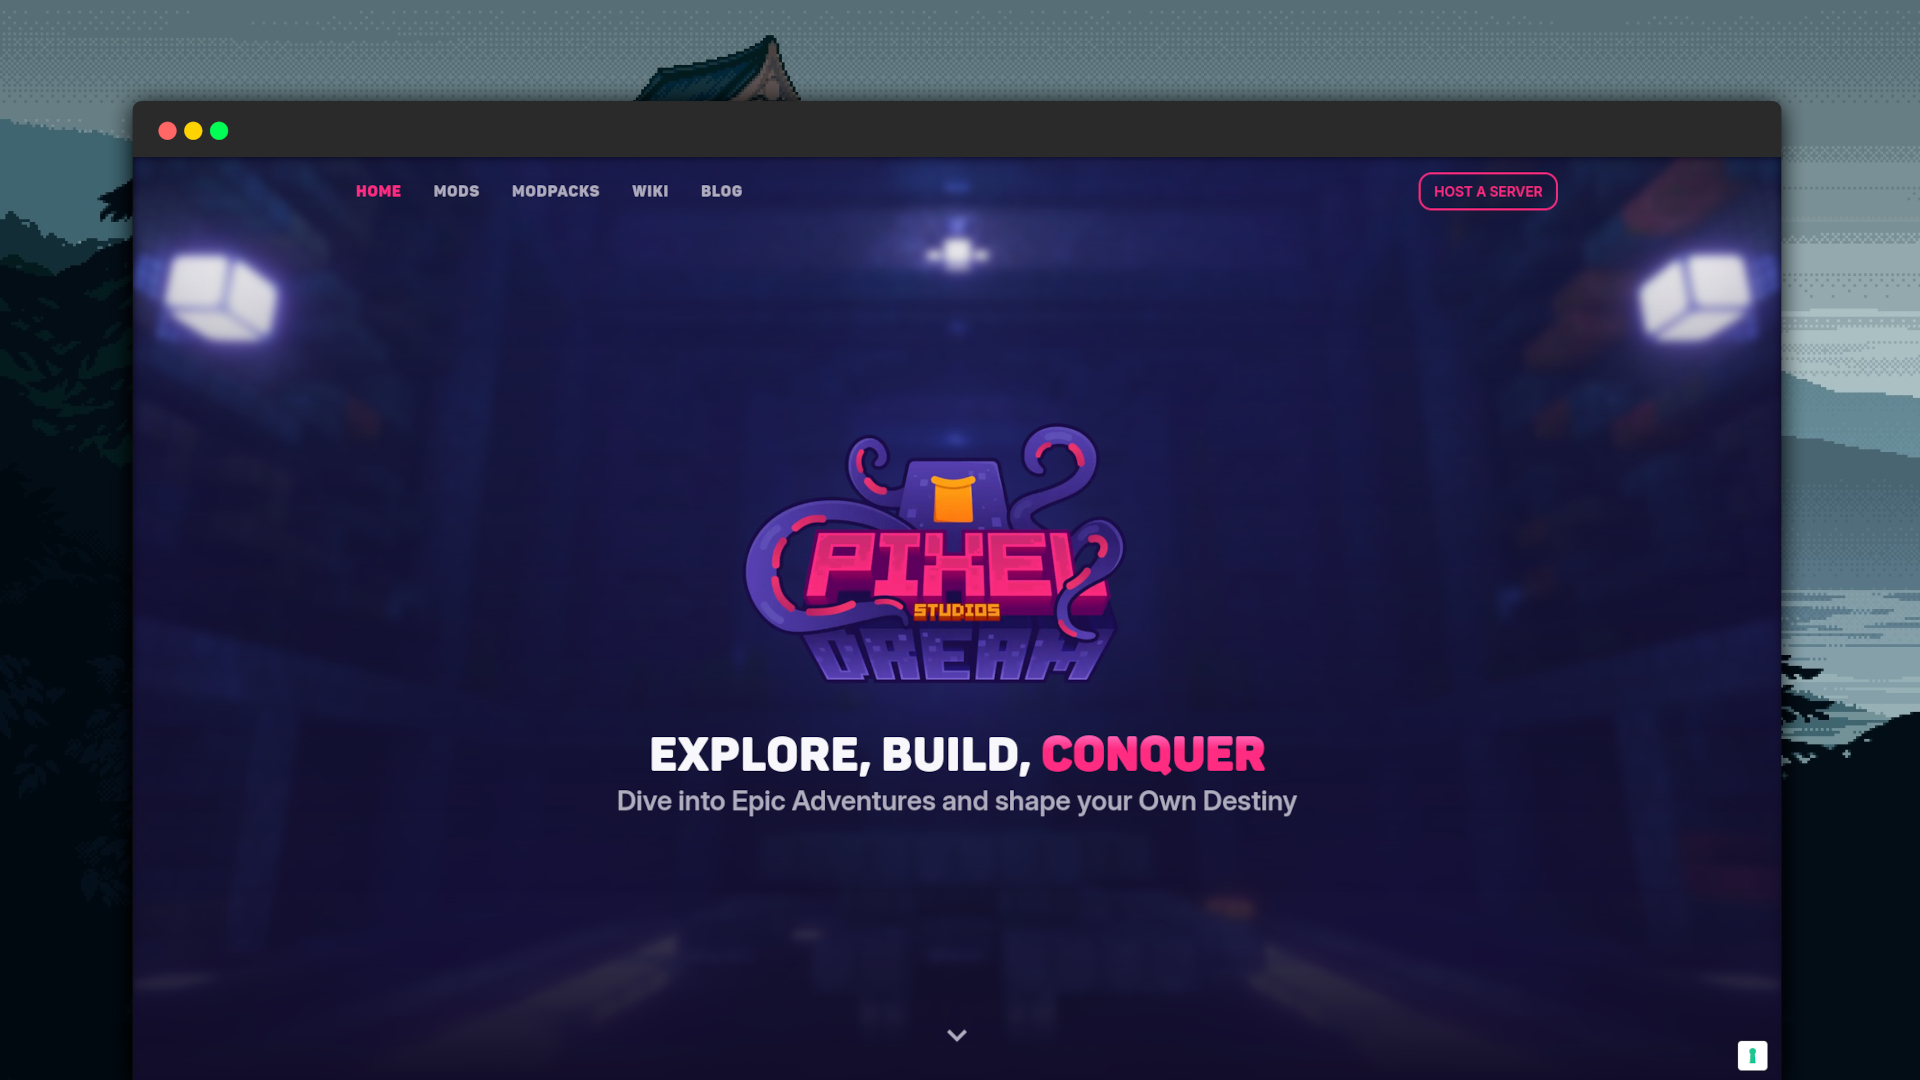 HOME MODS MODPACKS WIKI BLOG HOST A SERVER
PIXEL
STUDIOS
DREAM
EXPLORE, BUILD, CONQUER
Dive into Epic Adventures and shape your Own Destiny